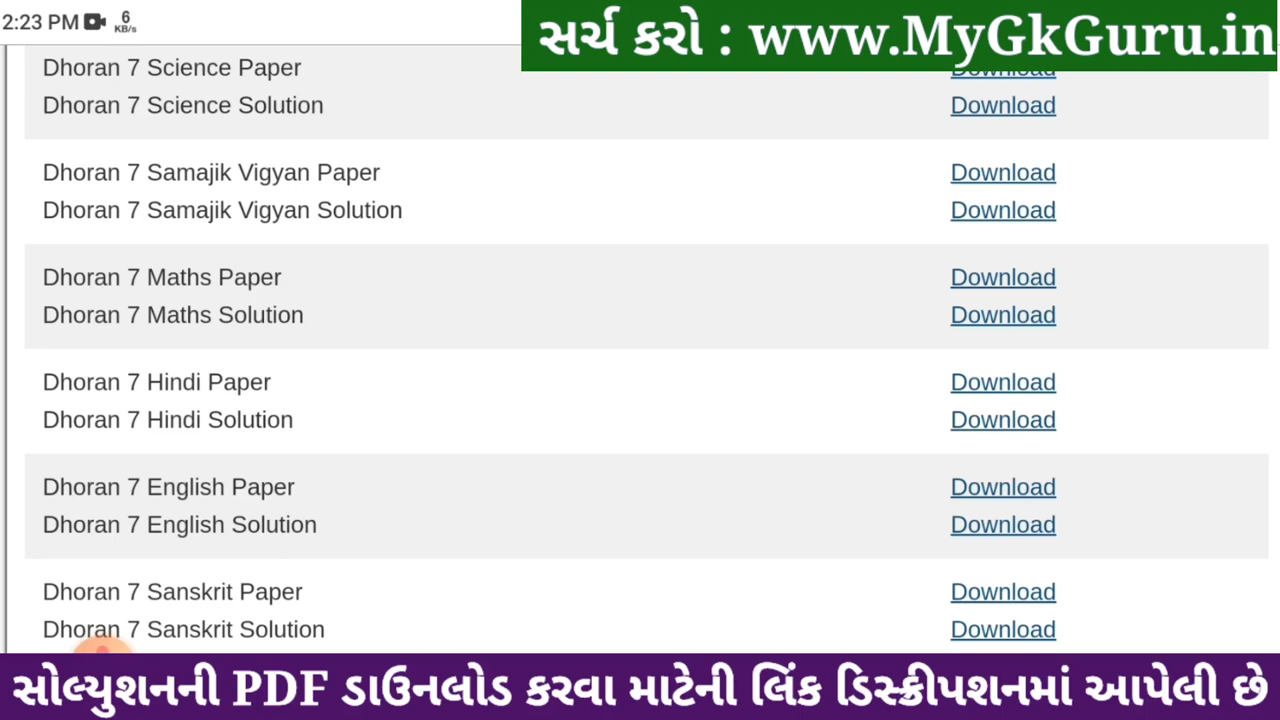 2:23 PM 6 KB/s
સર્ચ કરો : www.MyGkGuru.in
Dhoran 7 Science Paper Download
Dhoran 7 Science Solution Download
Dhoran 7 Samajik Vigyan Paper Download
Dhoran 7 Samajik Vigyan Solution Download
Dhoran 7 Maths Paper Download
Dhoran 7 Maths Solution Download
Dhoran 7 Hindi Paper Download
Dhoran 7 Hindi Solution Download
Dhoran 7 English Paper Download
Dhoran 7 English Solution Download
Dhoran 7 Sanskrit Paper Download
Dhoran 7 Sanskrit Solution Download
સોલ્યુશનની PDF ડાઉનલોડ કરવા માટેની લિંક ડિસ્ક્રીપશનમાં આપેલી છે